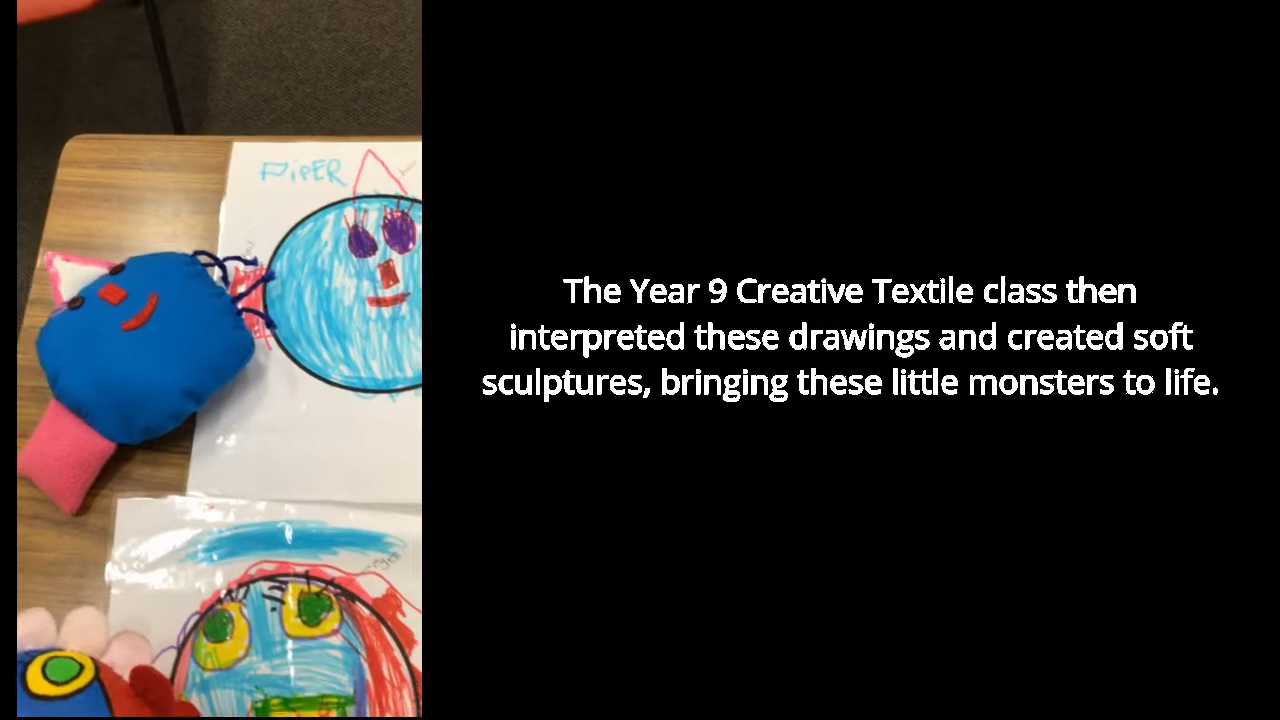 PiPER
The Year 9 Creative Textile class then
interpreted these drawings and created soft
sculptures, bringing these little monsters to life.